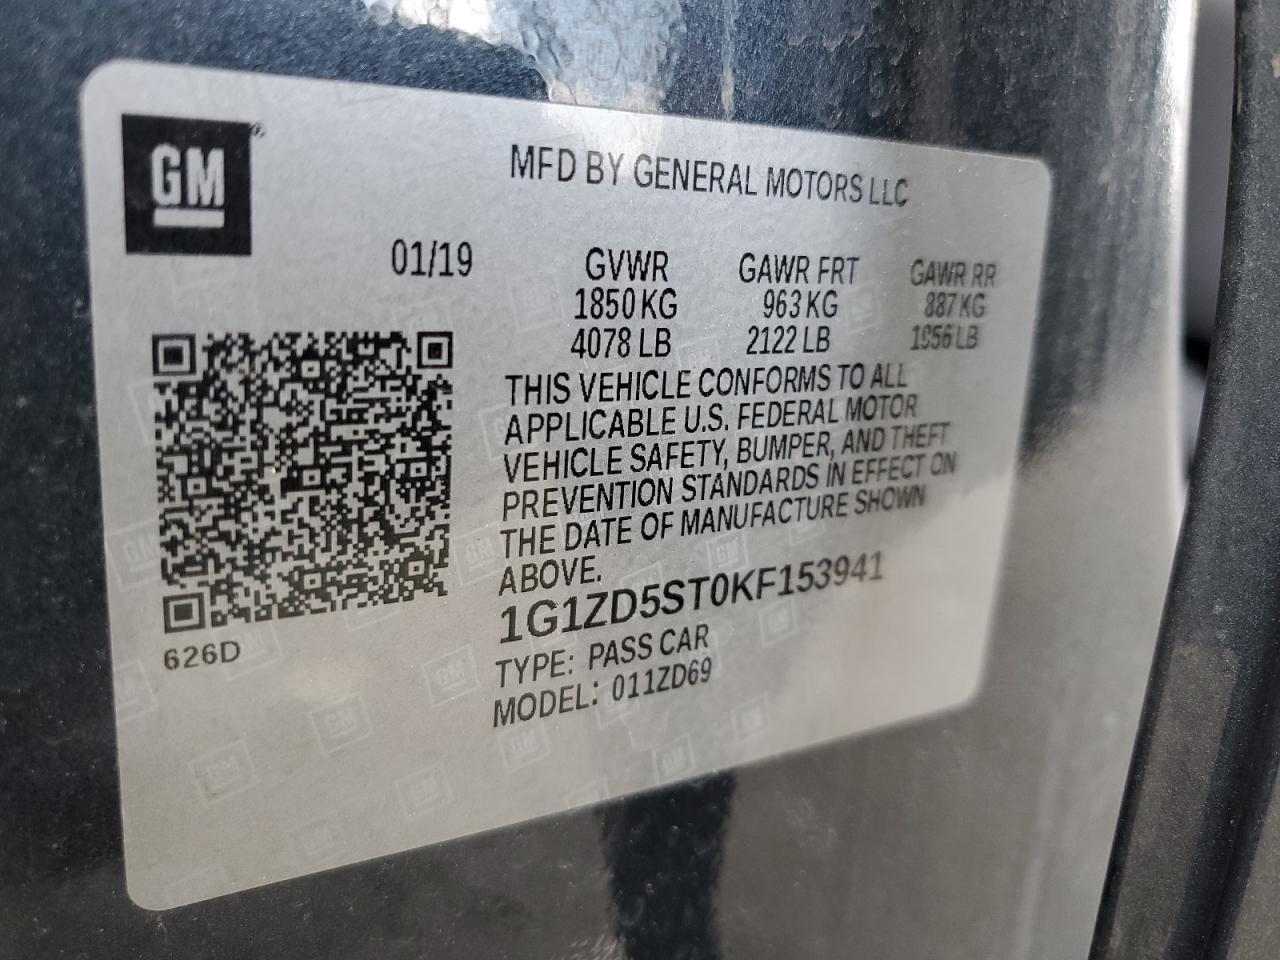 GM
MFD BY GENERAL MOTORS LLC
01/19
GVWR GAWR FRT GAWR RR
1850 KG 963 KG 887 KG
4078 LB 2122 LB 1956 LB
THIS VEHICLE CONFORMS TO ALL
APPLICABLE U.S. FEDERAL MOTOR
VEHICLE SAFETY, BUMPER, AND THEFT
PREVENTION STANDARDS IN EFFECT ON
THE DATE OF MANUFACTURE SHOWN
ABOVE.
1G1ZD5ST0KF153941
TYPE: PASS CAR
MODEL: 011ZD69
626D